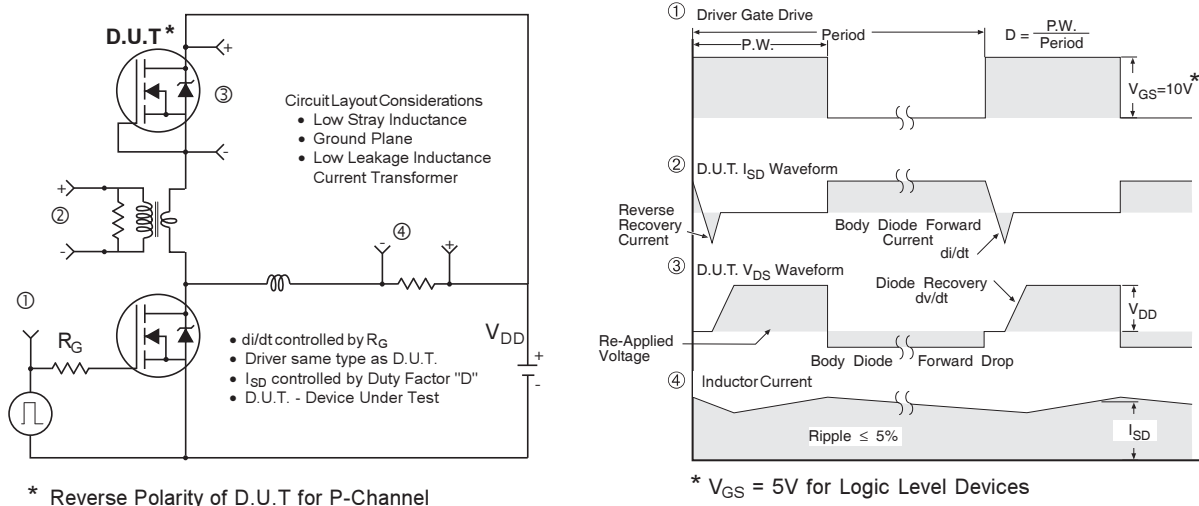 D.U.T*
+
③
-
Circuit Layout Considerations
• Low Stray Inductance
• Ground Plane
• Low Leakage Inductance
Current Transformer
+
②
-
④
- +
①
R_G
V_DD
+
-
• di/dt controlled by R_G
• Driver same type as D.U.T.
• I_SD controlled by Duty Factor "D"
• D.U.T. - Device Under Test
* Reverse Polarity of D.U.T for P-Channel
① Driver Gate Drive
Period
P.W.
D = P.W. / Period
V_GS=10V*
② D.U.T. I_SD Waveform
Reverse
Recovery
Current
Body Diode Forward
Current
di/dt
③ D.U.T. V_DS Waveform
Diode Recovery
dv/dt
V_DD
Re-Applied
Voltage
Body Diode Forward Drop
④ Inductor Current
Ripple ≤ 5%
I_SD
* V_GS = 5V for Logic Level Devices